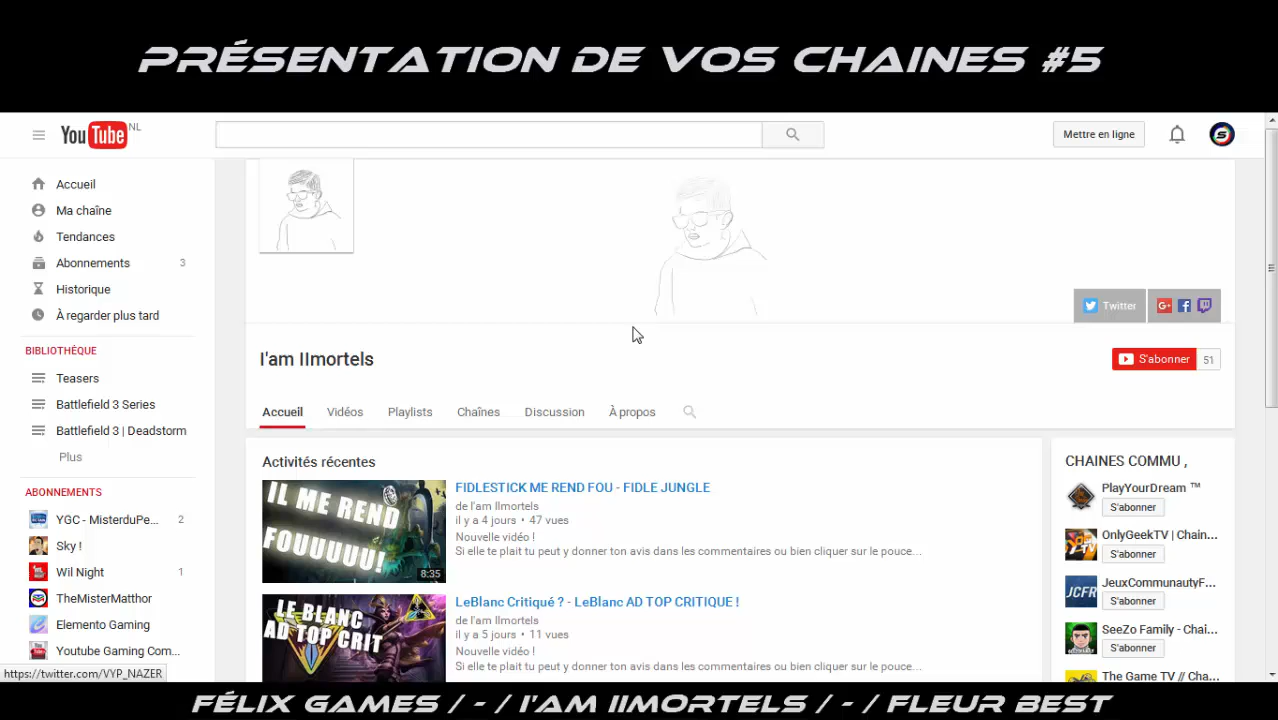 PRÉSENTATION DE VOS CHAINES #5
YouTube NL
Mettre en ligne
Accueil
Ma chaîne
Tendances
Abonnements 3
Historique
À regarder plus tard
BIBLIOTHÈQUE
Teasers
Battlefield 3 Series
Battlefield 3 | Deadstorm
Plus
ABONNEMENTS
YGC - MisterduPe... 2
Sky !
Wil Night 1
TheMisterMatthor
Elemento Gaming
Youtube Gaming Com...
https://twitter.com/VYP_NAZER
Twitter
I'am IImortels
S'abonner 51
Accueil Vidéos Playlists Chaînes Discussion À propos
Activités récentes
IL ME REND
FOUUUUU!
8:35
FIDLESTICK ME REND FOU - FIDLE JUNGLE
de I'am IImortels
il y a 4 jours • 47 vues
Nouvelle vidéo !
Si elle te plait tu peut y donner ton avis dans les commentaires ou bien cliquer sur le pouce...
LE BLANC
AD TOP CRIT
LeBlanc Critiqué ? - LeBlanc AD TOP CRITIQUE !
de I'am IImortels
il y a 5 jours • 11 vues
Nouvelle vidéo !
Si elle te plait tu peut y donner ton avis dans les commentaires ou bien cliquer sur le pouce...
CHAINES COMMU ,
PlayYourDream ™
S'abonner
OnlyGeekTV | Chain...
S'abonner
JCFR
JeuxCommunautyF...
S'abonner
SeeZo Family - Chai...
S'abonner
The Game TV // Cha...
FÉLIX GAMES / - / I'AM IIMORTELS / - / FLEUR BEST